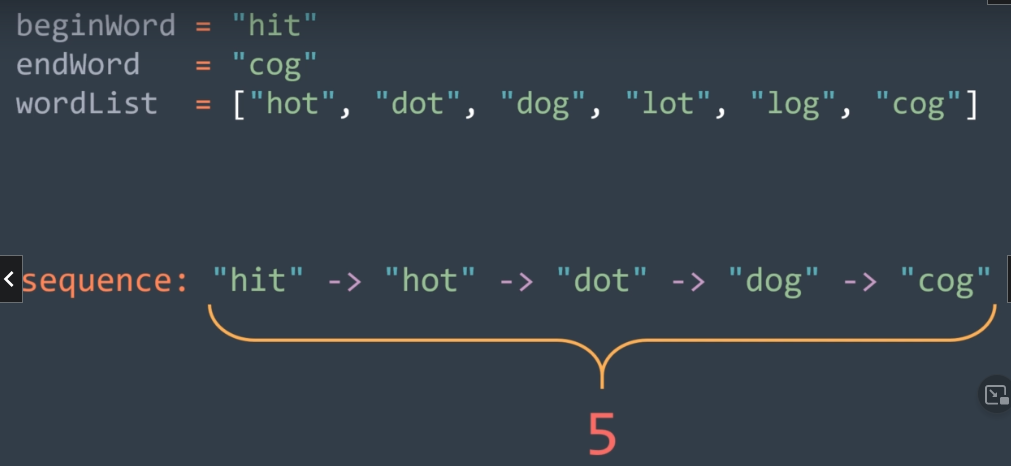 beginWord = "hit"
endWord = "cog"
wordList = ["hot", "dot", "dog", "lot", "log", "cog"]
sequence: "hit" -> "hot" -> "dot" -> "dog" -> "cog"
5